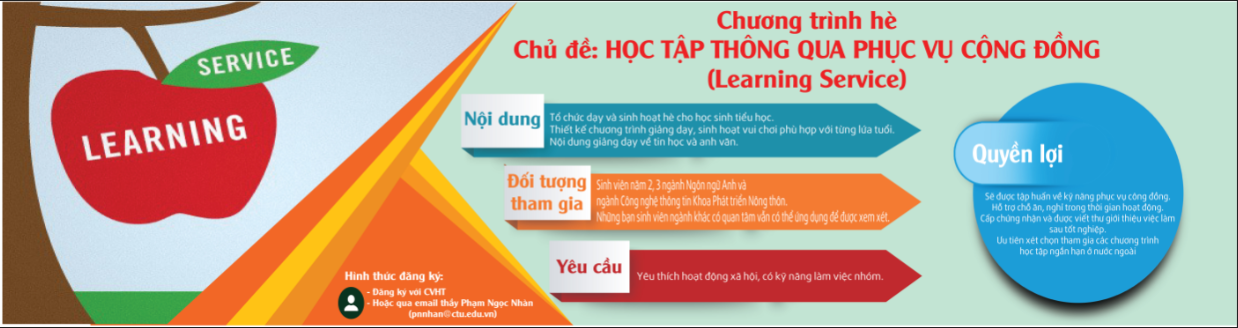 SERVICE
LEARNING
Chương trình hè
Chủ đề: HỌC TẬP THÔNG QUA PHỤC VỤ CỘNG ĐỒNG
(Learning Service)
Nội dung
Tổ chức dạy và sinh hoạt hè cho học sinh tiểu học.
Thiết kế chương trình giảng dạy, sinh hoạt vui chơi phù hợp với từng lứa tuổi.
Nội dung giảng dạy về tin học và anh văn.
Đối tượng
tham gia
Sinh viên năm 2, 3 ngành Ngôn ngữ Anh và
ngành Công nghệ thông tin Khoa Phát triển Nông thôn.
Những bạn sinh viên ngành khác có quan tâm vẫn có thể ứng dụng để được xem xét.
Yêu cầu
Yêu thích hoạt động xã hội, có kỹ năng làm việc nhóm.
Quyền lợi
Sẽ được tập huấn về kỹ năng phục vụ cộng đồng.
Hỗ trợ chỗ ăn, nghỉ trong thời gian hoạt động.
Cấp chứng nhận và được viết thư giới thiệu việc làm
sau tốt nghiệp.
Ưu tiên xét chọn tham gia các chương trình
học tập ngắn hạn ở nước ngoài
Hình thức đăng ký:
- Đăng ký với CVHT
- Hoặc qua email thầy Phạm Ngọc Nhàn
(pnnhan@ctu.edu.vn)